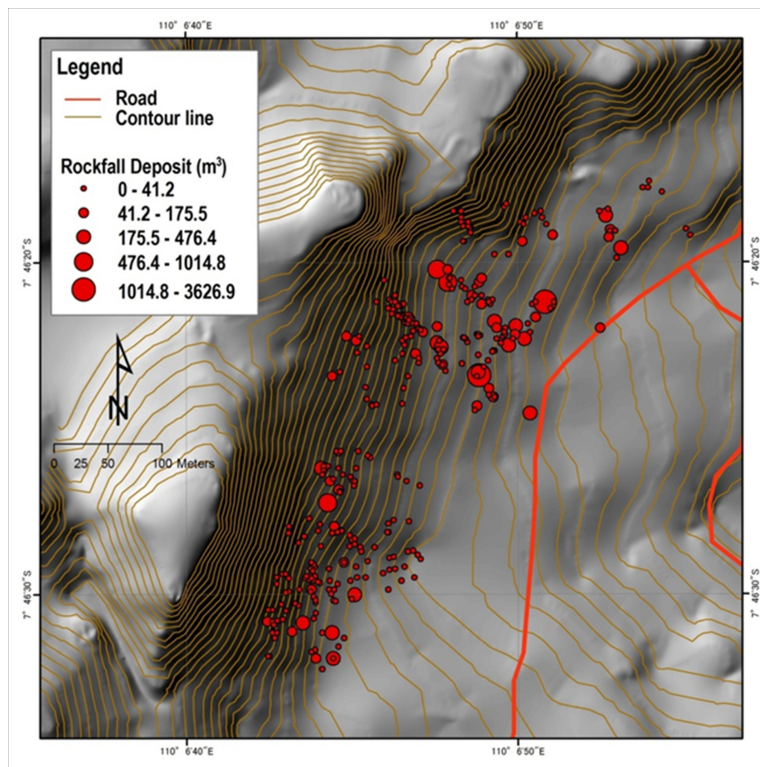 110° 6'40"E 110° 6'50"E
Legend
Road
Contour line
Rockfall Deposit (m³)
0 - 41.2
41.2 - 175.5
175.5 - 476.4
476.4 - 1014.8
1014.8 - 3626.9
7° 46'20"S 7° 46'20"S
N
0 25 50 100 Meters
7° 46'30"S 7° 46'30"S
110° 6'40"E 110° 6'50"E